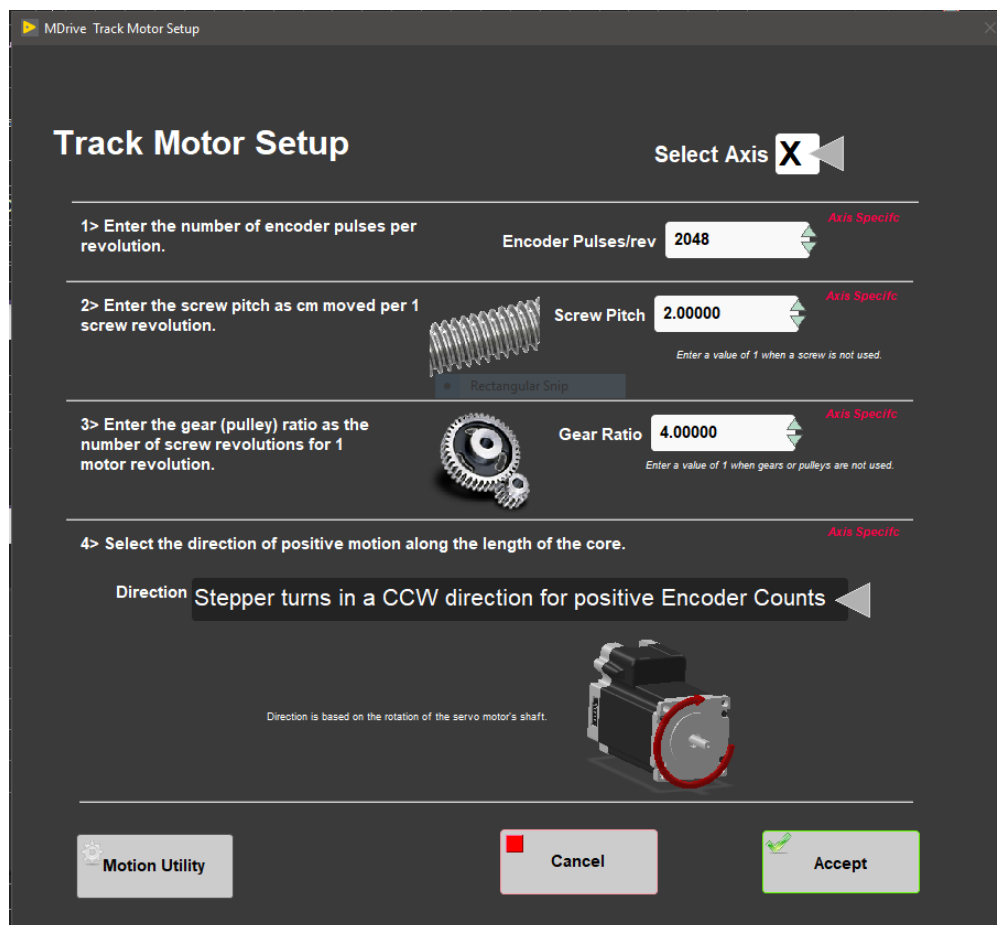 MDrive Track Motor Setup
Track Motor Setup
Select Axis X
1> Enter the number of encoder pulses per
revolution.
Axis Specifc
Encoder Pulses/rev 2048
2> Enter the screw pitch as cm moved per 1
screw revolution.
Axis Specifc
Screw Pitch 2.00000
Enter a value of 1 when a screw is not used.
Rectangular Snip
3> Enter the gear (pulley) ratio as the
number of screw revolutions for 1
motor revolution.
Axis Specifc
Gear Ratio 4.00000
Enter a value of 1 when gears or pulleys are not used.
4> Select the direction of positive motion along the length of the core.
Axis Specifc
Direction Stepper turns in a CCW direction for positive Encoder Counts
Direction is based on the rotation of the servo motor's shaft.
Motion Utility
Cancel
Accept